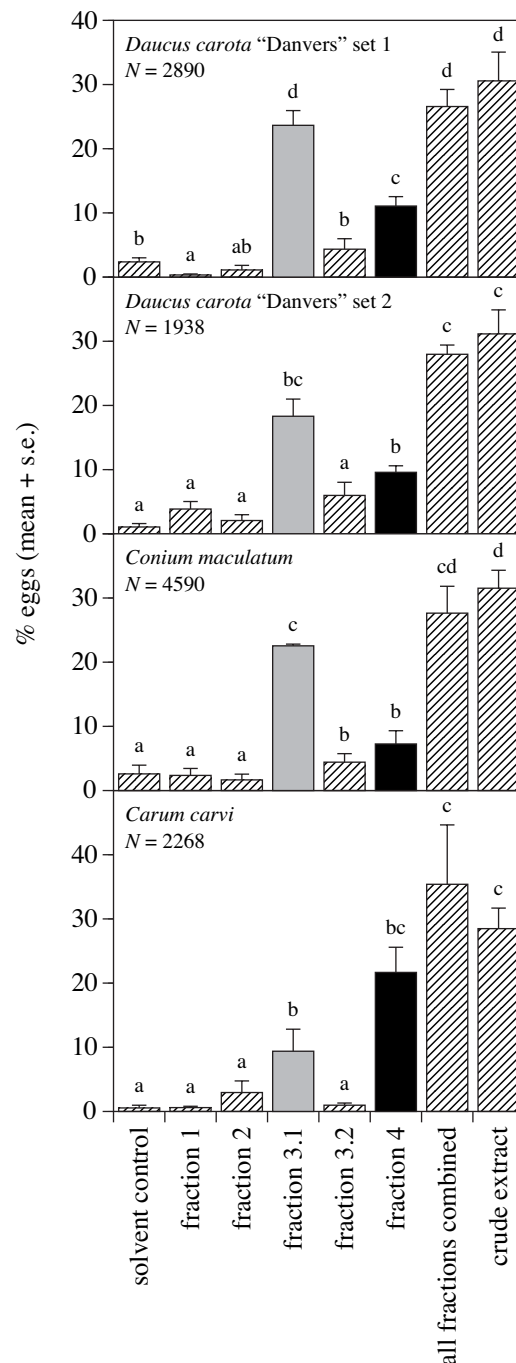 % eggs (mean + s.e.)
40
30
20
10
0
Daucus carota “Danvers” set 1
N = 2890
b
a
ab
d
b
c
d
d
30
20
10
0
Daucus carota “Danvers” set 2
N = 1938
a
a
a
bc
a
b
c
c
30
20
10
0
Conium maculatum
N = 4590
a
a
a
c
b
b
cd
d
40
30
20
10
0
Carum carvi
N = 2268
a
a
a
b
a
bc
c
c
solvent control
fraction 1
fraction 2
fraction 3.1
fraction 3.2
fraction 4
all fractions combined
crude extract